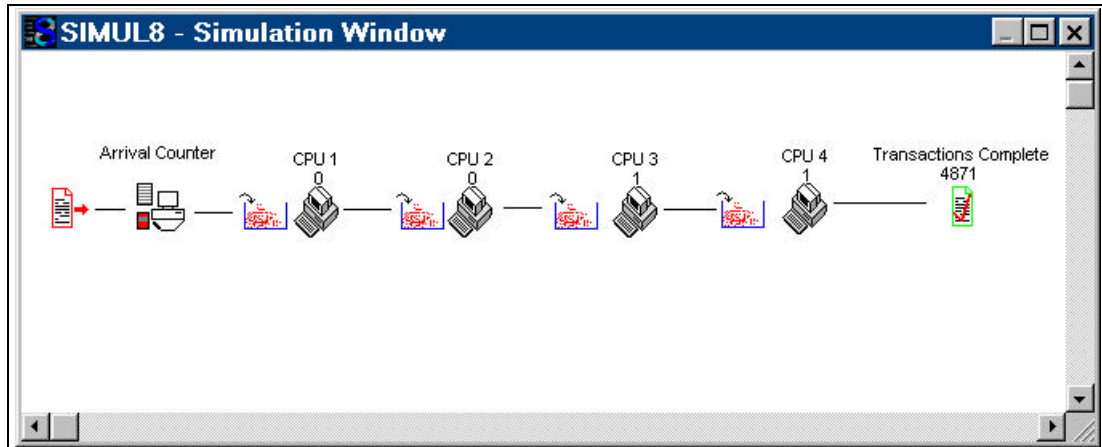 SIMUL8 - Simulation Window
Arrival Counter
CPU 1
0
CPU 2
0
CPU 3
1
CPU 4
1
Transactions Complete
4871